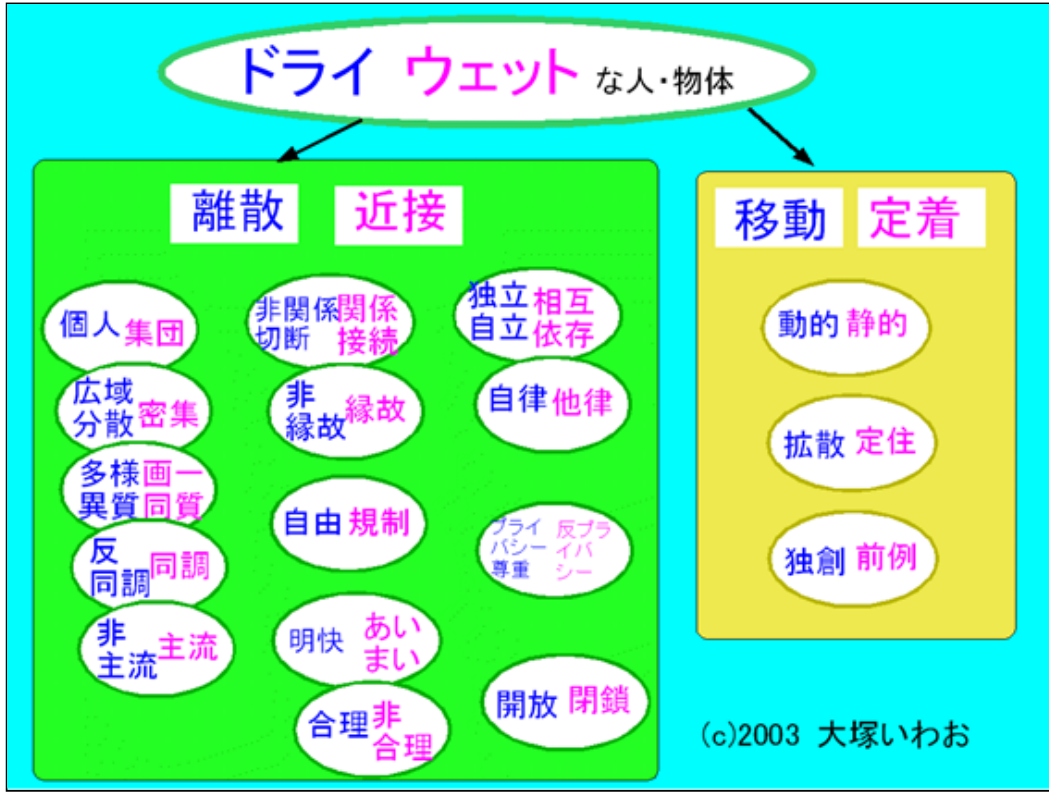 ドライ ウェット な人・物体
離散 近接
個人 集団
広域 密集
分散
多様 画一
異質 同質
反 同調
同調
非 主流
主流
非関係 関係
切断 接続
非 縁故
縁故
自由 規制
明快 あい
まい
合理 非
合理
独立 相互
自立 依存
自律 他律
プライ 反プラ
バシー イバ
尊重 シー
開放 閉鎖
移動 定着
動的 静的
拡散 定住
独創 前例
(c)2003 大塚いわお